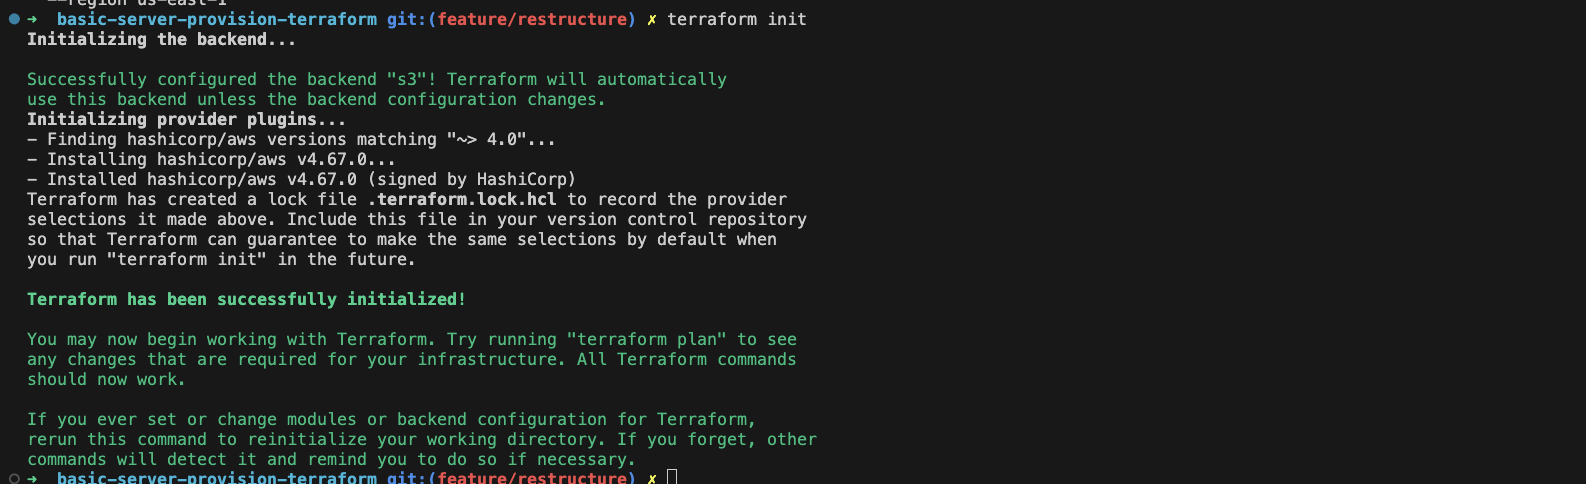 --region us-east-1
➜  basic-server-provision-terraform git:(feature/restructure) ✗ terraform init
Initializing the backend...
Successfully configured the backend "s3"! Terraform will automatically
use this backend unless the backend configuration changes.
Initializing provider plugins...
- Finding hashicorp/aws versions matching "~> 4.0"...
- Installing hashicorp/aws v4.67.0...
- Installed hashicorp/aws v4.67.0 (signed by HashiCorp)
Terraform has created a lock file .terraform.lock.hcl to record the provider
selections it made above. Include this file in your version control repository
so that Terraform can guarantee to make the same selections by default when
you run "terraform init" in the future.
Terraform has been successfully initialized!
You may now begin working with Terraform. Try running "terraform plan" to see
any changes that are required for your infrastructure. All Terraform commands
should now work.
If you ever set or change modules or backend configuration for Terraform,
rerun this command to reinitialize your working directory. If you forget, other
commands will detect it and remind you to do so if necessary.
➜  basic-server-provision-terraform git:(feature/restructure) ✗